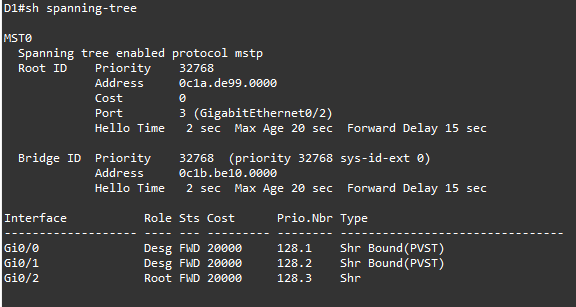 D1#sh spanning-tree
MST0
Spanning tree enabled protocol mstp
Root ID Priority 32768
Address 0c1a.de99.0000
Cost 0
Port 3 (GigabitEthernet0/2)
Hello Time 2 sec Max Age 20 sec Forward Delay 15 sec
Bridge ID Priority 32768 (priority 32768 sys-id-ext 0)
Address 0c1b.be10.0000
Hello Time 2 sec Max Age 20 sec Forward Delay 15 sec
Interface Role Sts Cost Prio.Nbr Type
------------------- ---- --- --------- -------- --------------------------------
Gi0/0 Desg FWD 20000 128.1 Shr Bound(PVST)
Gi0/1 Desg FWD 20000 128.2 Shr Bound(PVST)
Gi0/2 Root FWD 20000 128.3 Shr